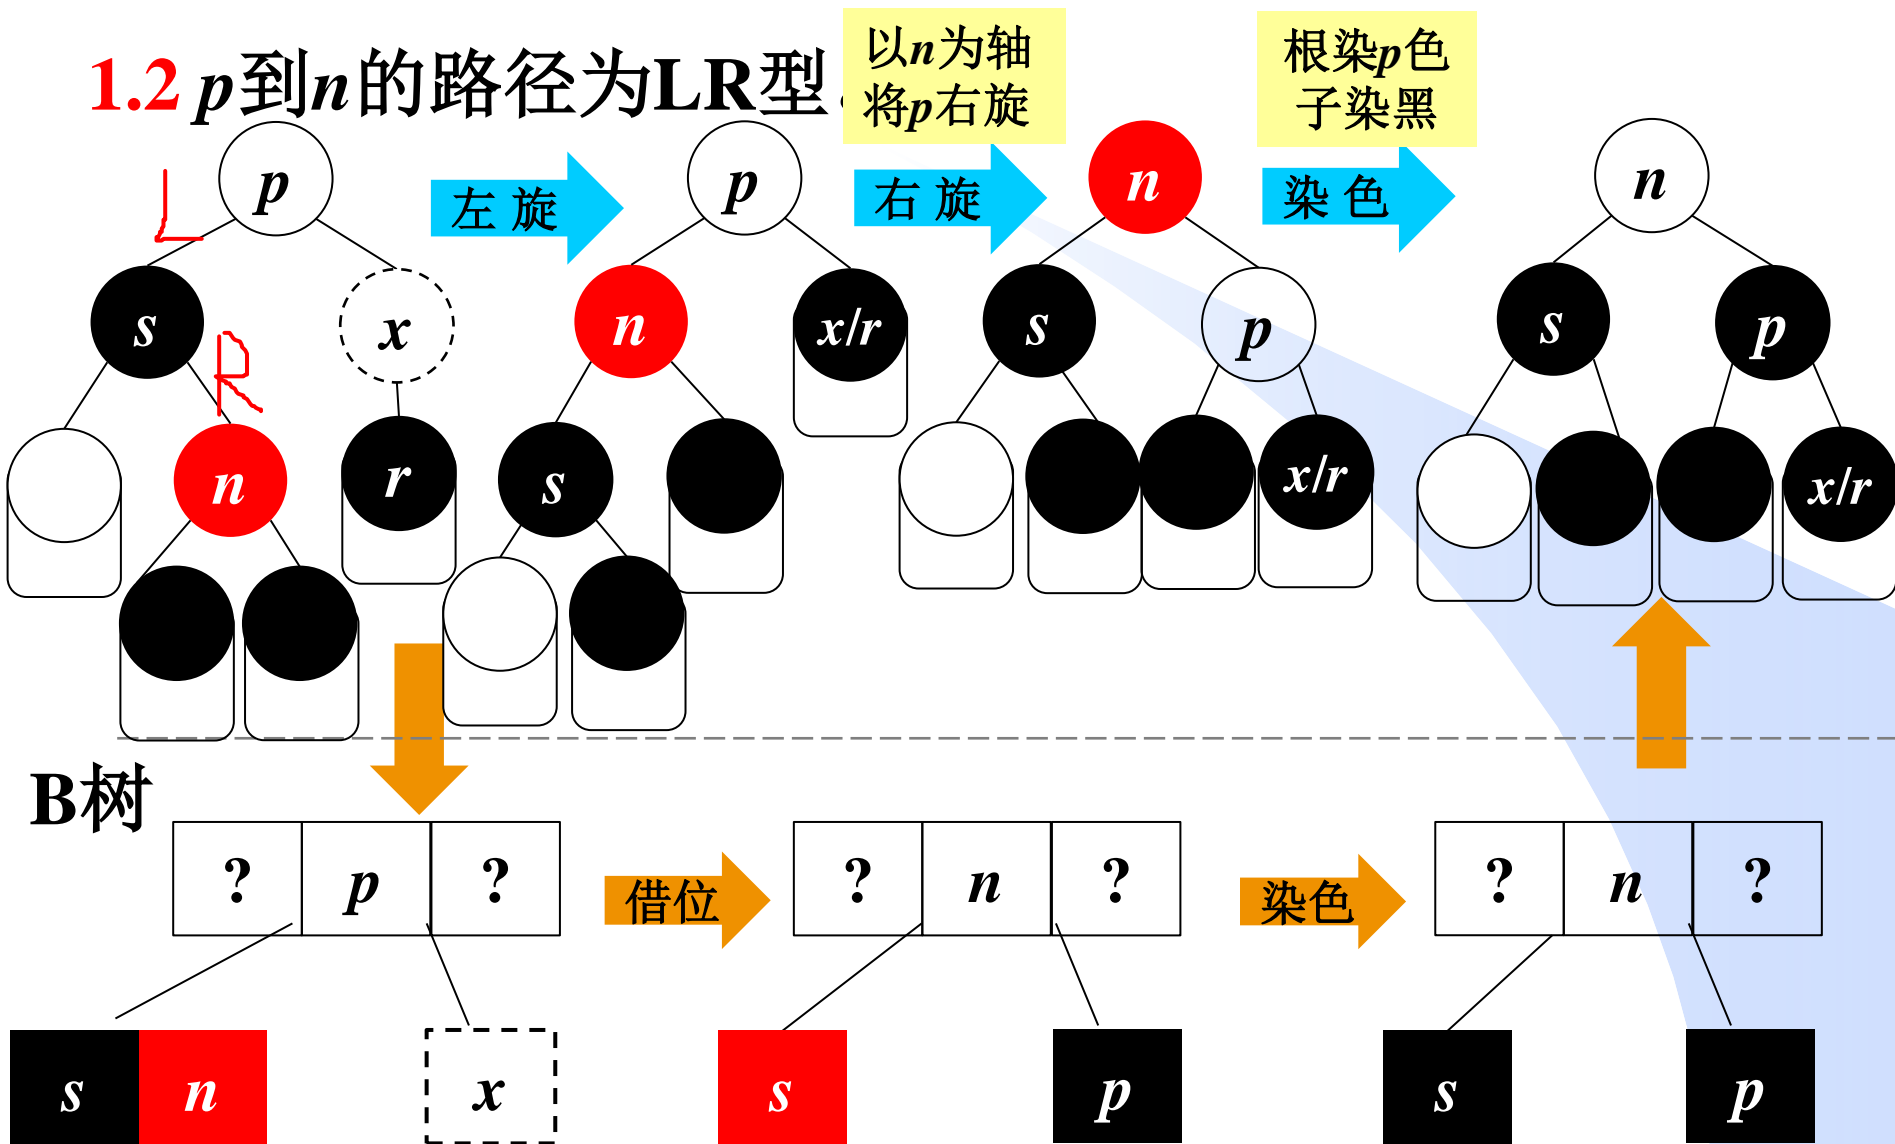 1.2 p到n的路径为LR型.
以n为轴
将p右旋
根染p色
子染黑
L
R
p
s
x
n
r
左 旋
p
n
x/r
s
右 旋
n
s
p
x/r
染 色
n
s
p
x/r
B树
? p ?
s n
x
借位
? n ?
s
p
染色
? n ?
s
p